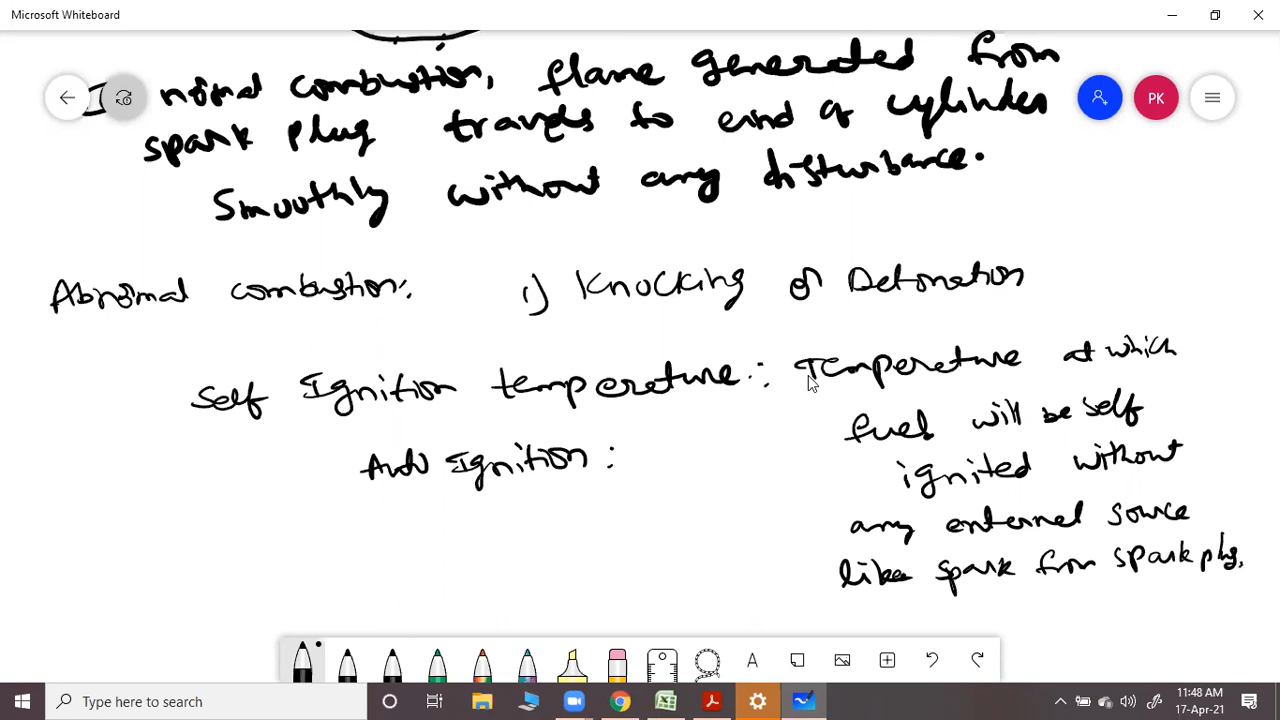 Microsoft Whiteboard
normal combustion, flame generated from
spark plug travels to end of cylinder
Smoothly without any disturbance.
PK
Abnormal combustion: 1) Knocking or Detonation
Self Ignition temperature: Temperature at which
fuel will be self
Auto Ignition:
ignited without
any external source
like spark from spark plug.
A
Type here to search
11:48 AM
17-Apr-21